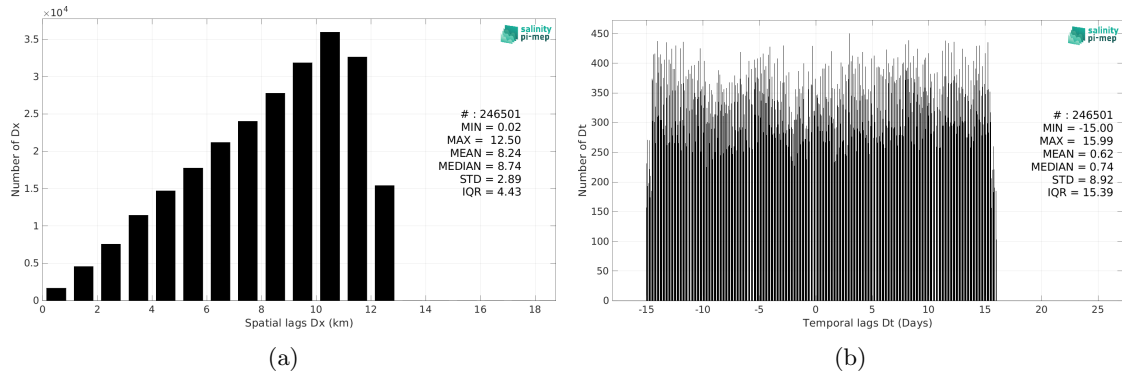 ×10⁴
3.5
3
2.5
2
1.5
1
0.5
0
0 2 4 6 8 10 12 14 16 18
Number of Dx
Spatial lags Dx (km)
salinity
pi-mep
# : 246501
MIN = 0.02
MAX = 12.50
MEAN = 8.24
MEDIAN = 8.74
STD = 2.89
IQR = 4.43
(a)
450
400
350
300
250
200
150
100
50
0
-15 -10 -5 0 5 10 15 20 25
Number of Dt
Temporal lags Dt (Days)
salinity
pi-mep
# : 246501
MIN = -15.00
MAX = 15.99
MEAN = 0.62
MEDIAN = 0.74
STD = 8.92
IQR = 15.39
(b)